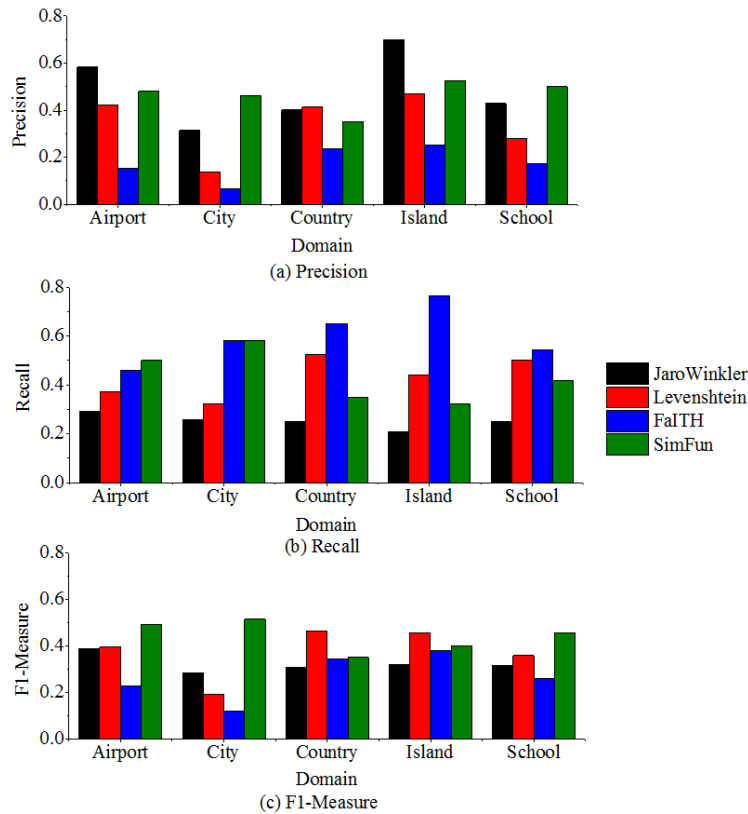 0.8
0.6
0.4
0.2
0.0
Precision
Airport City Country Island School
Domain
(a) Precision
0.8
0.6
0.4
0.2
0.0
Recall
Airport City Country Island School
Domain
(b) Recall
JaroWinkler
Levenshtein
FaITH
SimFun
0.8
0.6
0.4
0.2
0.0
F1-Measure
Airport City Country Island School
Domain
(c) F1-Measure